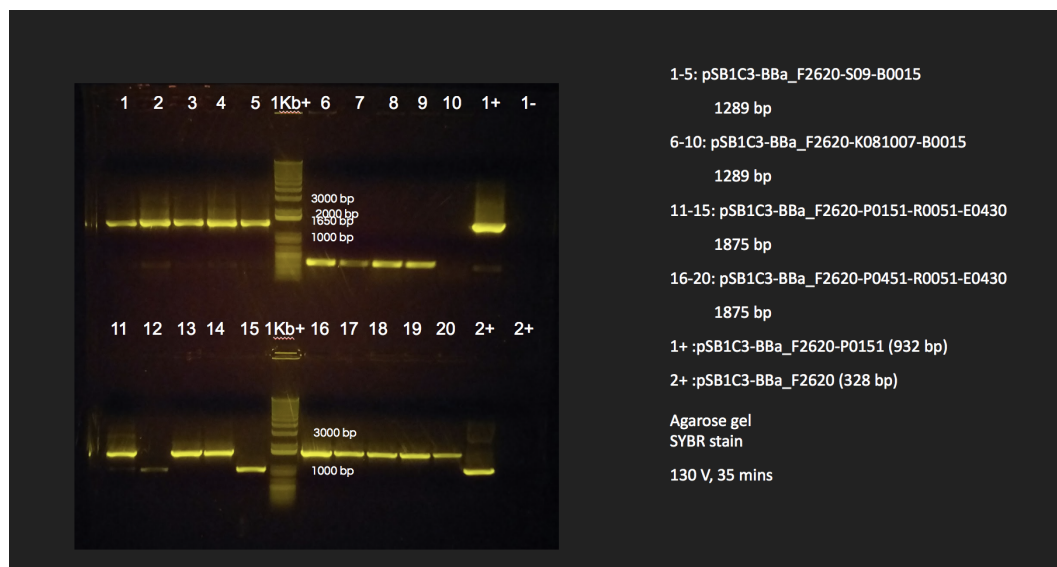 1 2 3 4 5 1Kb+ 6 7 8 9 10 1+ 1-
3000 bp
2000 bp
1650 bp
1000 bp
11 12 13 14 15 1Kb+ 16 17 18 19 20 2+ 2+
3000 bp
1000 bp
1-5: pSB1C3-BBa_F2620-S09-B0015
1289 bp
6-10: pSB1C3-BBa_F2620-K081007-B0015
1289 bp
11-15: pSB1C3-BBa_F2620-P0151-R0051-E0430
1875 bp
16-20: pSB1C3-BBa_F2620-P0451-R0051-E0430
1875 bp
1+ :pSB1C3-BBa_F2620-P0151 (932 bp)
2+ :pSB1C3-BBa_F2620 (328 bp)
Agarose gel
SYBR stain
130 V, 35 mins